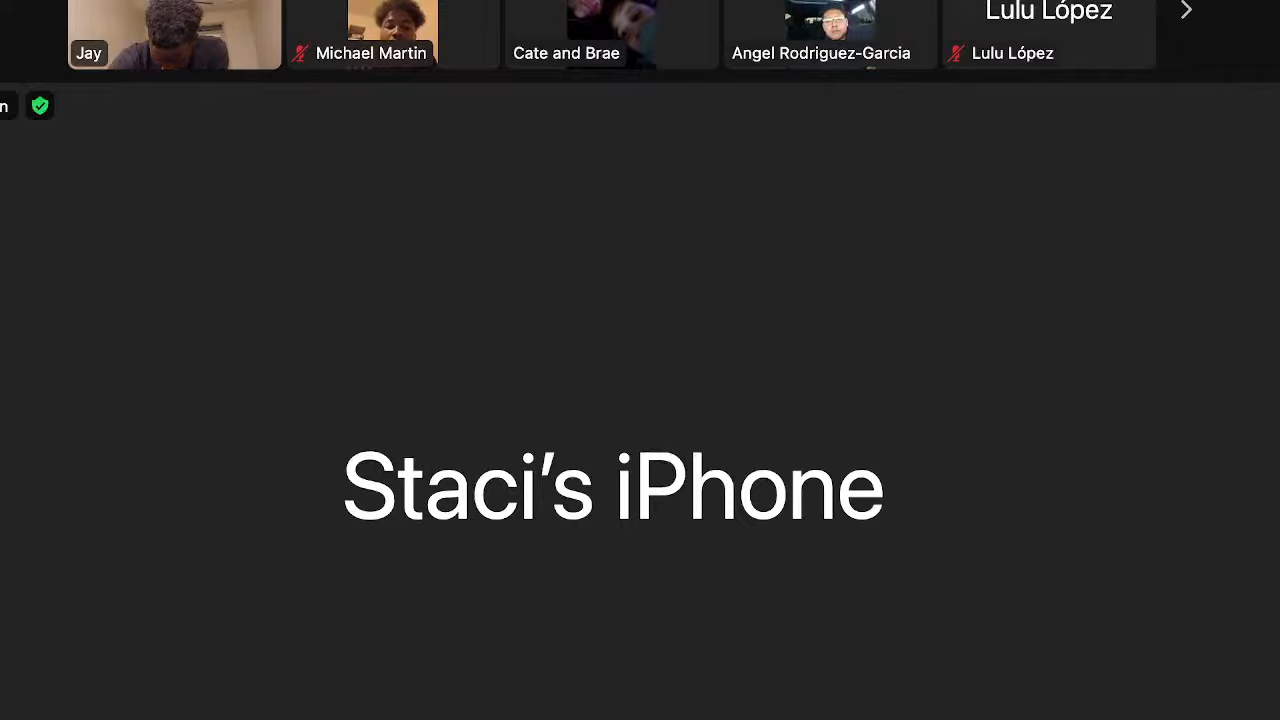 Lulu López
Jay
Michael Martin
Cate and Brae
Angel Rodriguez-Garcia
Lulu López
n
Staci’s iPhone